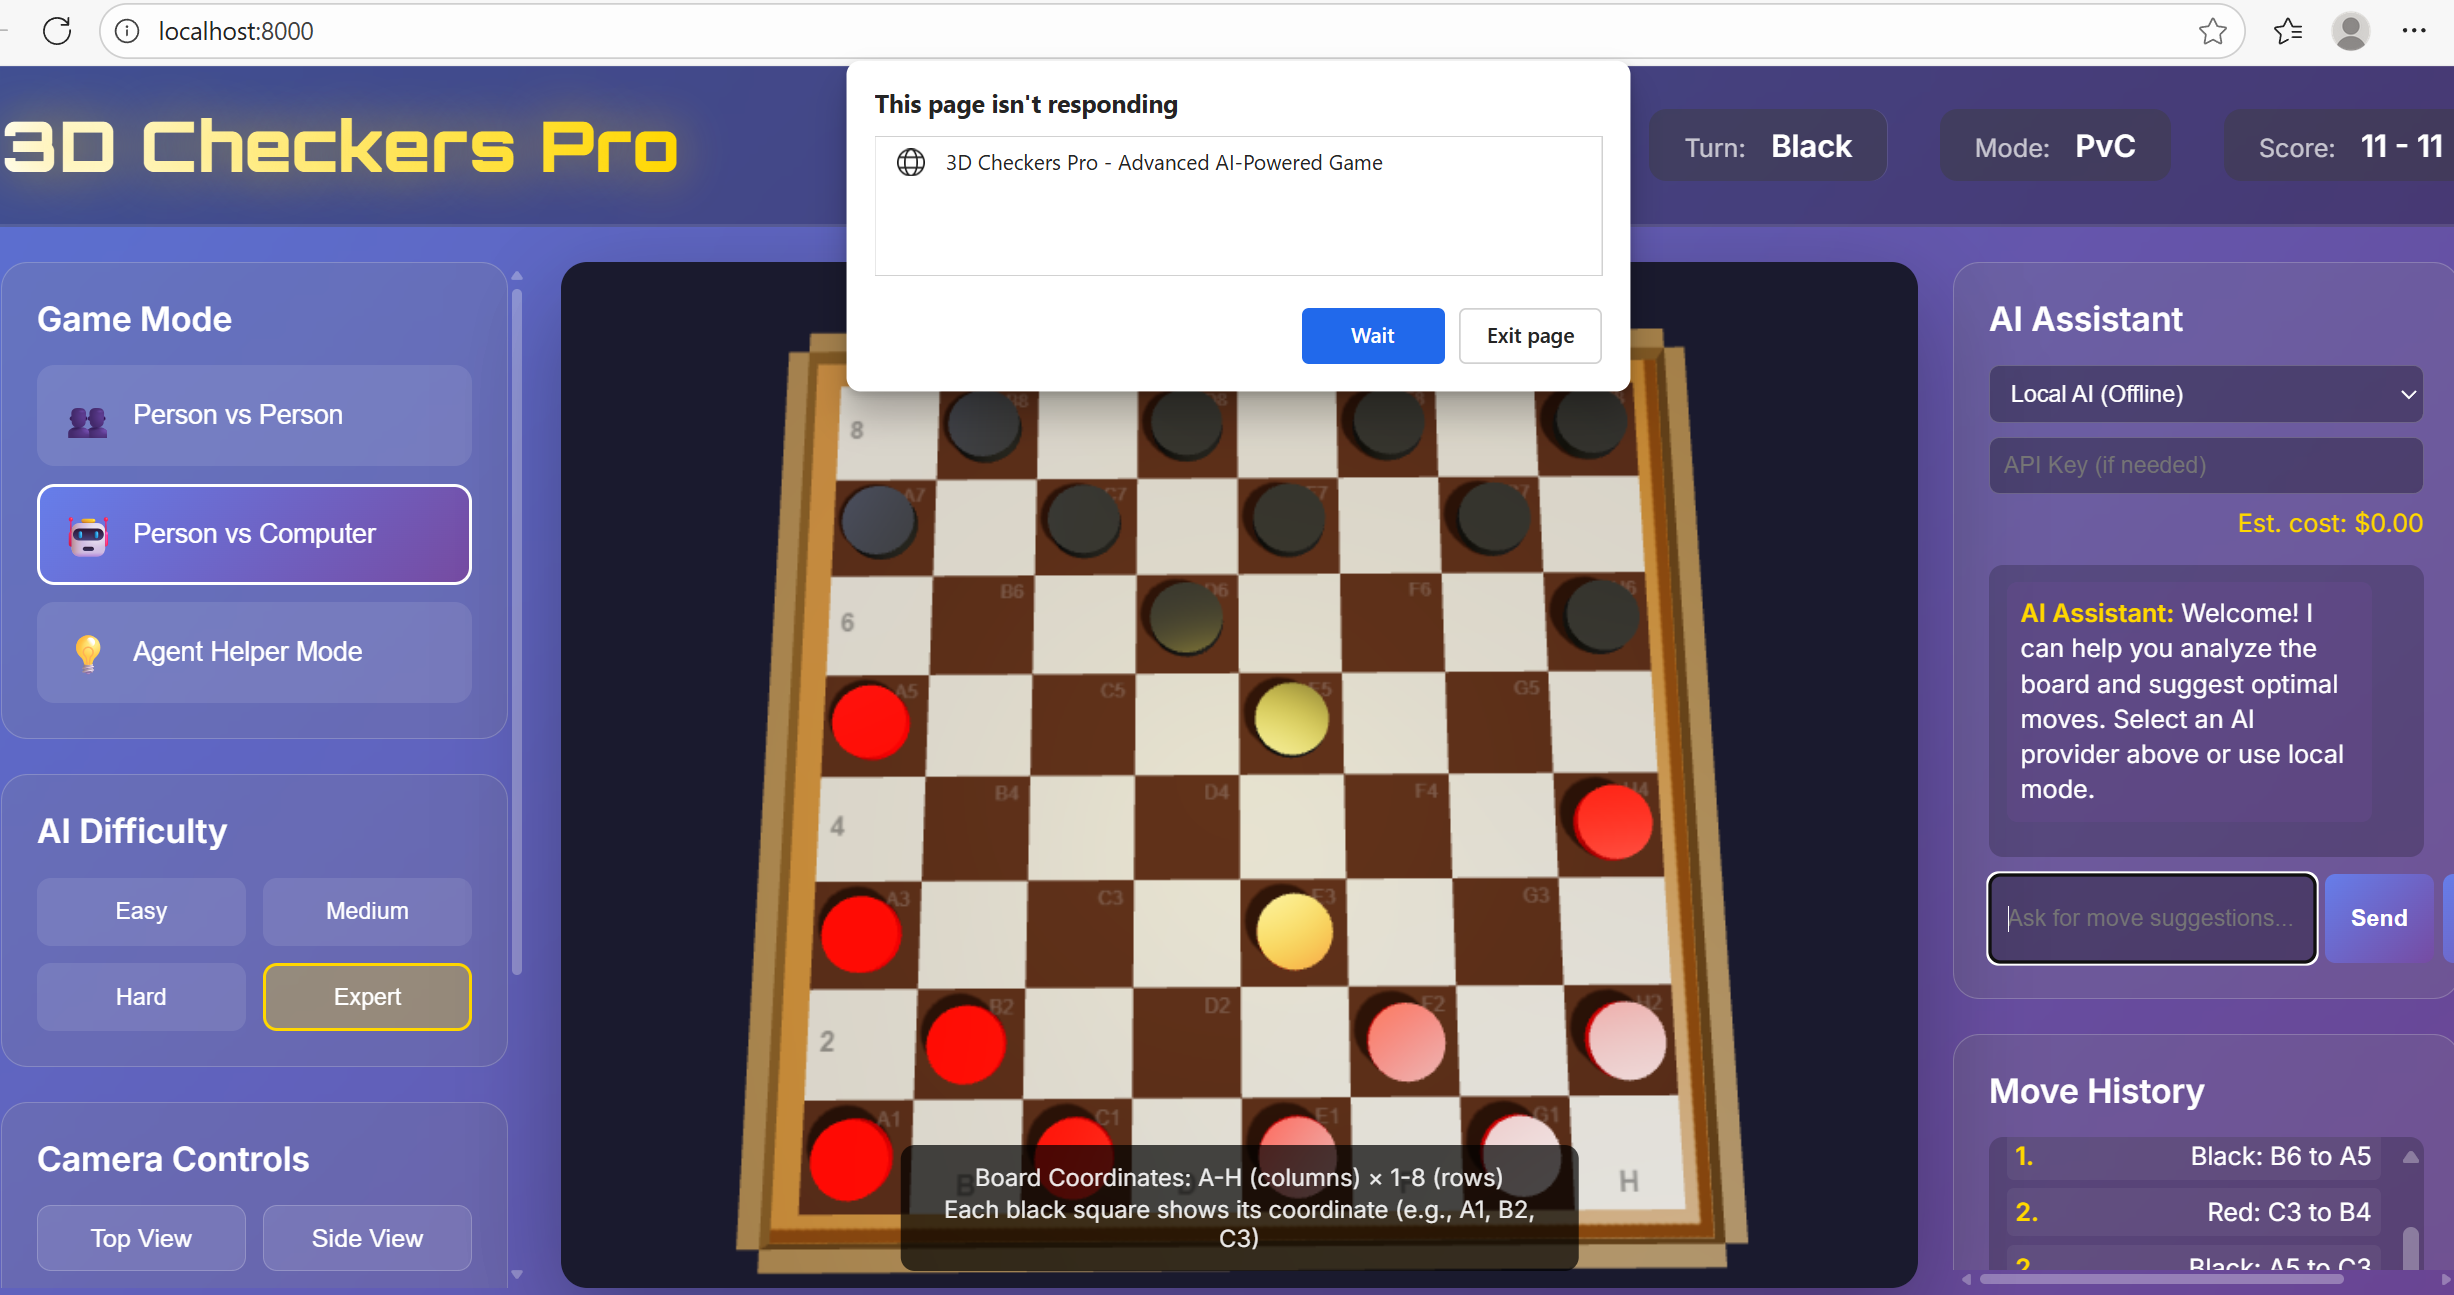 localhost:8000
3D Checkers Pro
This page isn't responding
3D Checkers Pro - Advanced AI-Powered Game
Wait
Exit page
Turn: Black
Mode: PvC
Score: 11 - 11
Game Mode
Person vs Person
Person vs Computer
Agent Helper Mode
AI Difficulty
Easy
Medium
Hard
Expert
Camera Controls
Top View
Side View
8
A7
6
B6
F6
A5
C5
G5
4
B4
D4
F4
A3
C3
E3
G3
2
B2
D2
F2
H2
A1
C1
E1
G1
H
Board Coordinates: A-H (columns) × 1-8 (rows)
Each black square shows its coordinate (e.g., A1, B2,
C3)
AI Assistant
Local AI (Offline)
API Key (if needed)
Est. cost: $0.00
AI Assistant: Welcome! I
can help you analyze the
board and suggest optimal
moves. Select an AI
provider above or use local
mode.
Ask for move suggestions...
Send
Move History
1. Black: B6 to A5
2. Red: C3 to B4
2. Black: A5 to C3